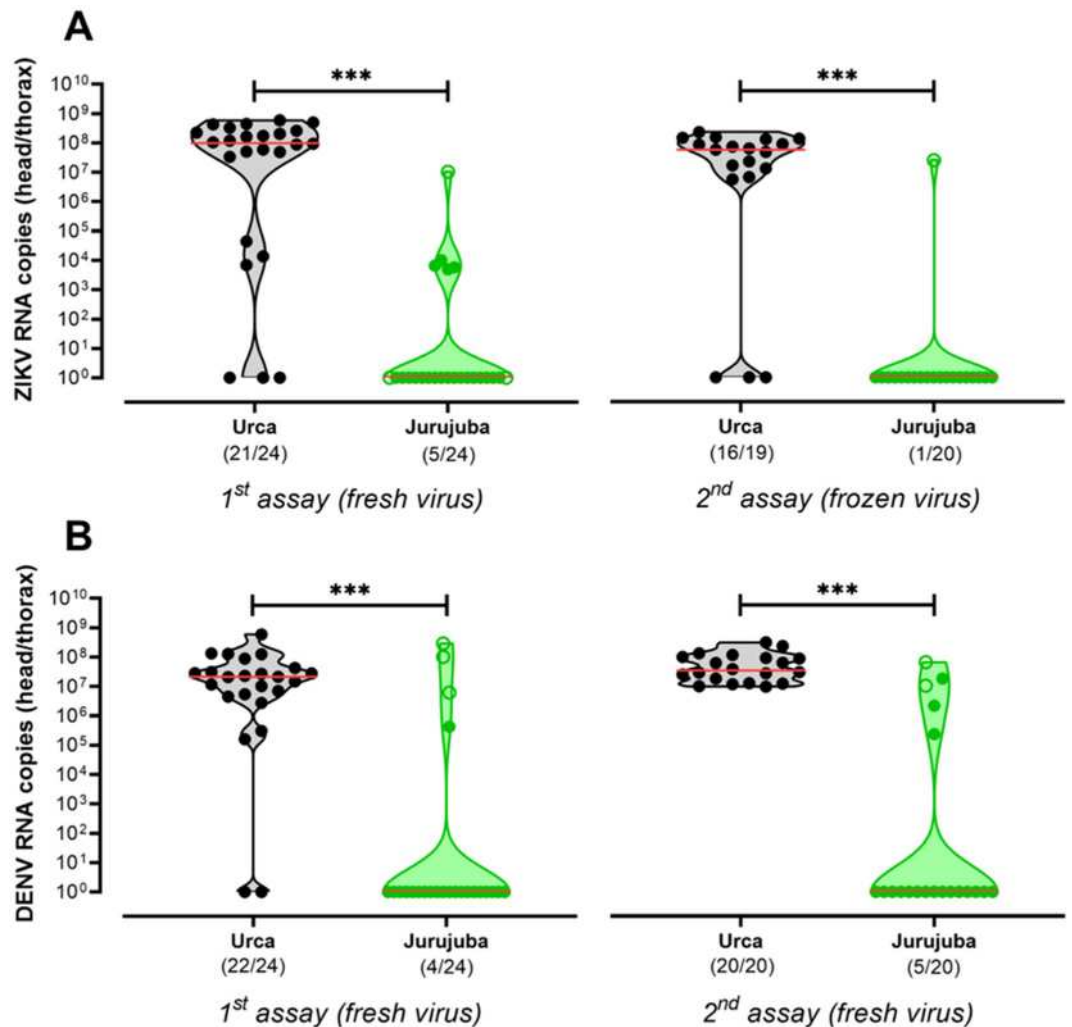 A
*** ***
ZIKV RNA copies (head/thorax)
10¹⁰
10⁹
10⁸
10⁷
10⁶
10⁵
10⁴
10³
10²
10¹
10⁰
Urca Jurujuba Urca Jurujuba
(21/24) (5/24) (16/19) (1/20)
1st assay (fresh virus) 2nd assay (frozen virus)
B
*** ***
DENV RNA copies (head/thorax)
10¹⁰
10⁹
10⁸
10⁷
10⁶
10⁵
10⁴
10³
10²
10¹
10⁰
Urca Jurujuba Urca Jurujuba
(22/24) (4/24) (20/20) (5/20)
1st assay (fresh virus) 2nd assay (fresh virus)